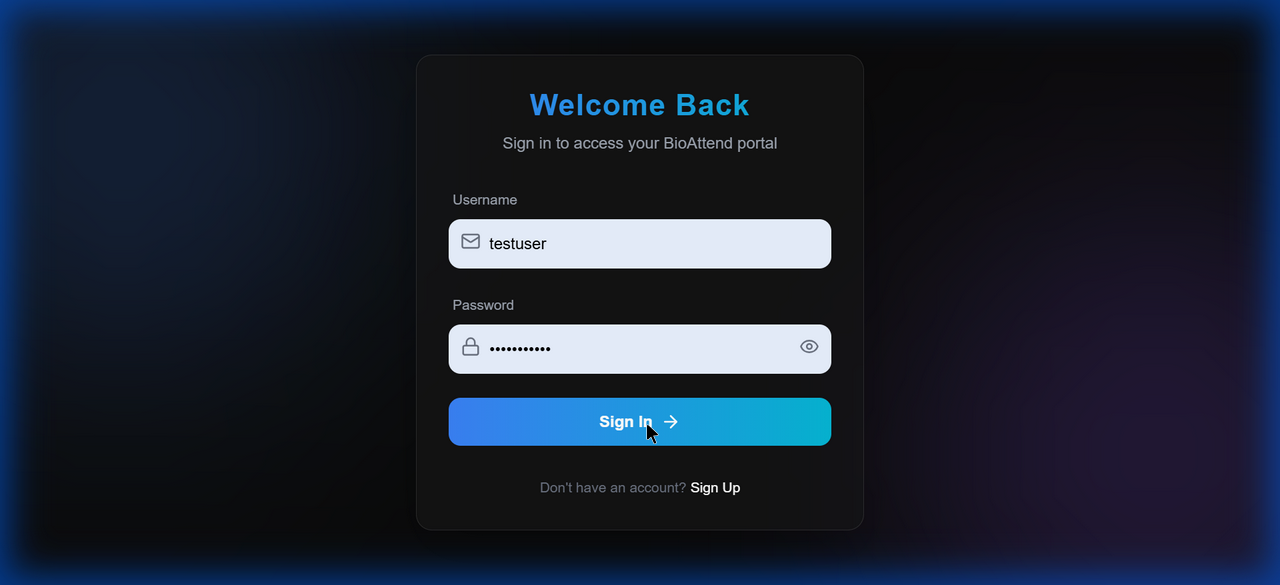 Welcome Back
Sign in to access your BioAttend portal
Username
testuser
Password
•••••••••••
Sign In →
Don't have an account? Sign Up